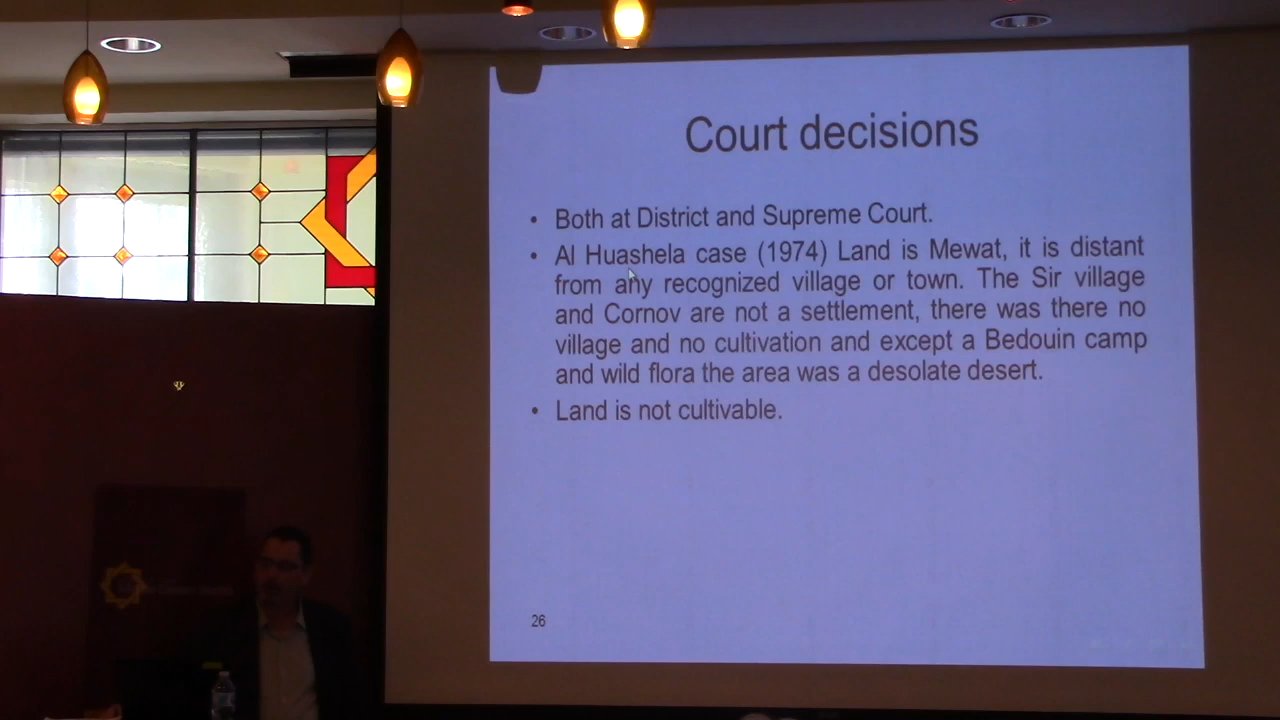 Court decisions
• Both at District and Supreme Court.
• Al Huashela case (1974) Land is Mewat, it is distant
from any recognized village or town. The Sir village
and Cornov are not a settlement, there was there no
village and no cultivation and except a Bedouin camp
and wild flora the area was a desolate desert.
• Land is not cultivable.
26